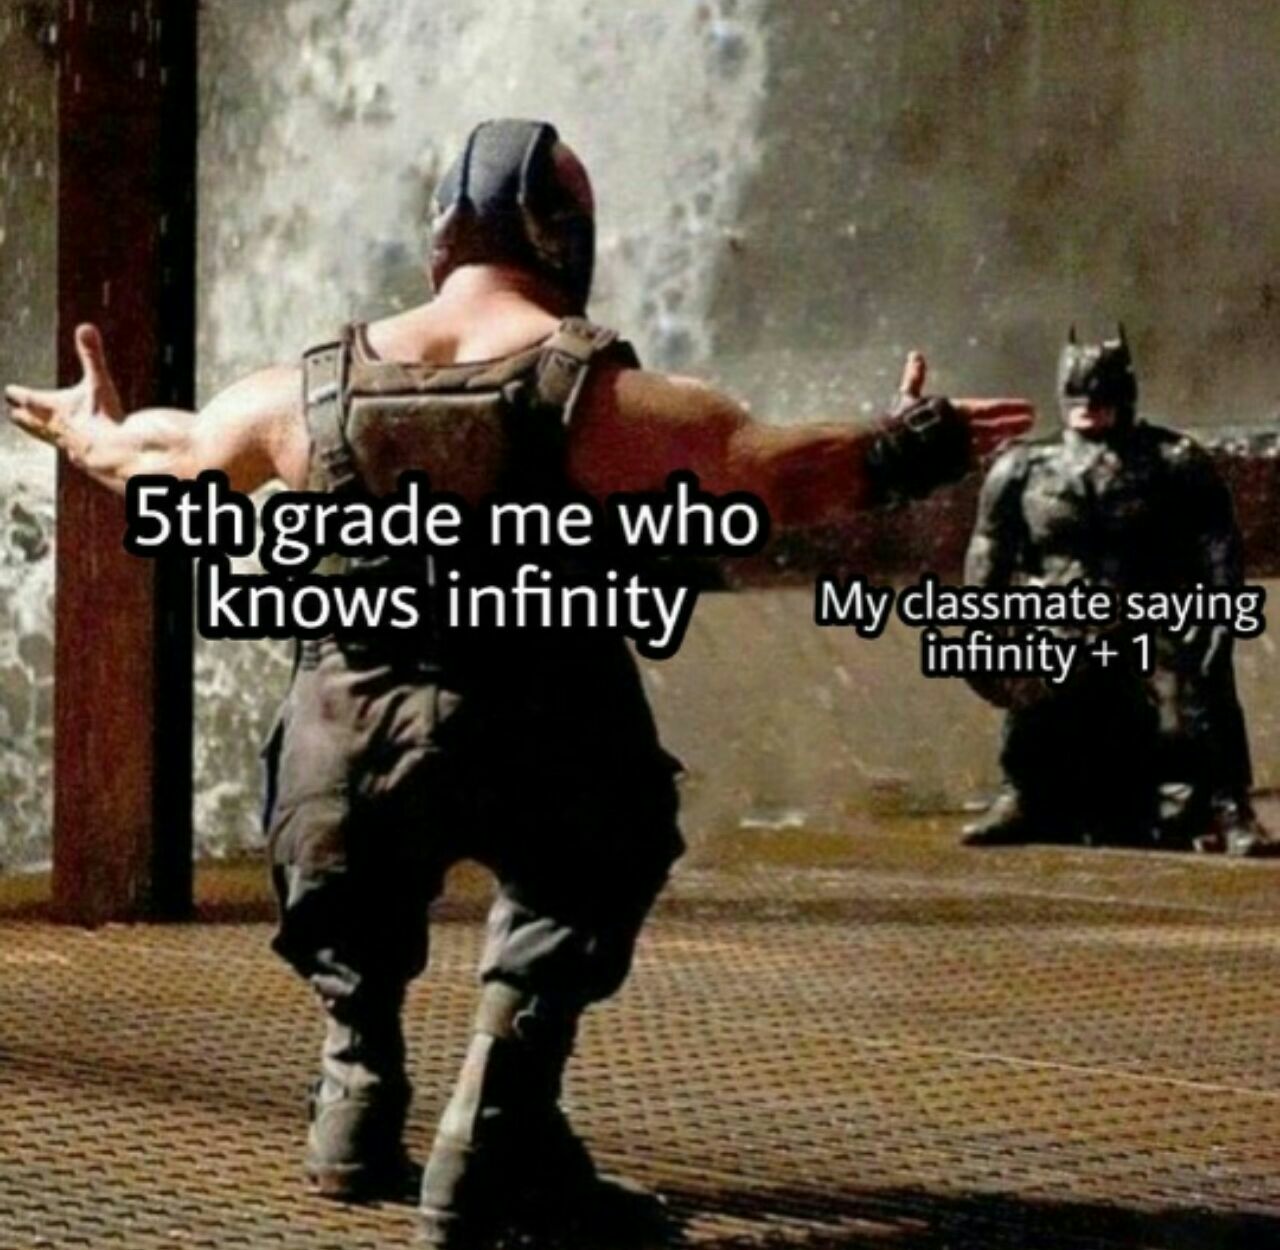 5th grade me who
knows infinity
My classmate saying
infinity + 1